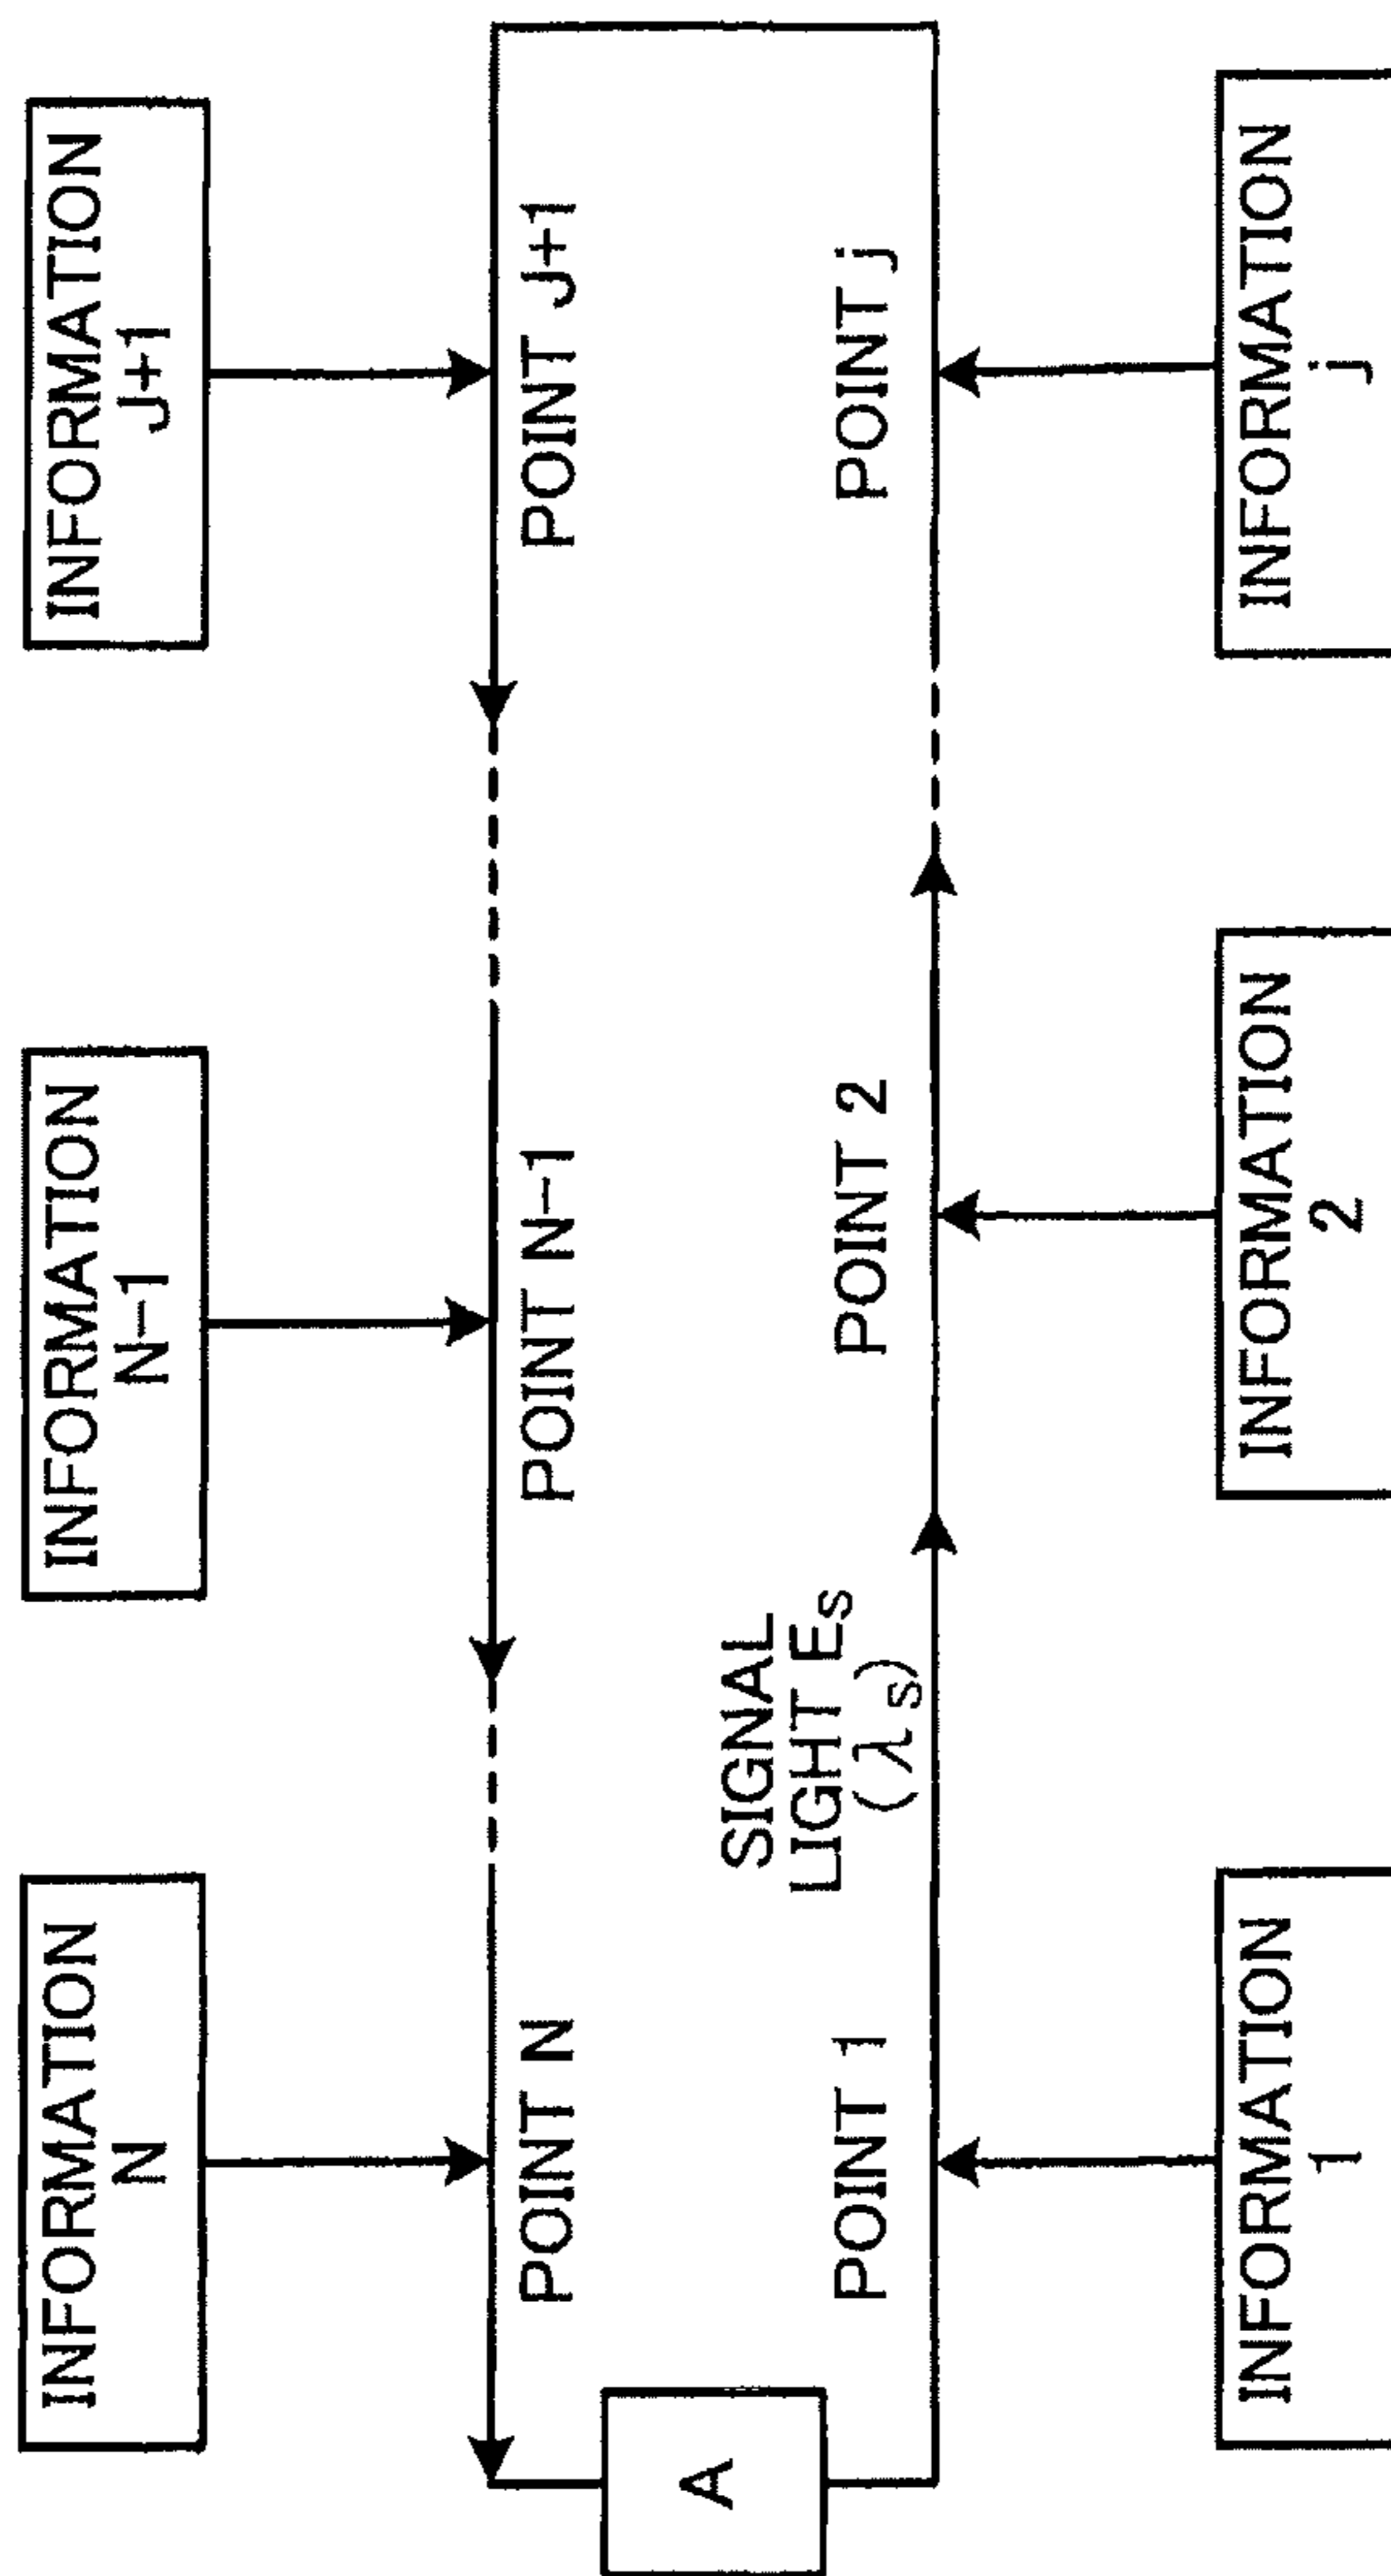 INFORMATION
N
INFORMATION
N-1
INFORMATION
J+1
POINT N
POINT N-1
POINT J+1
SIGNAL
LIGHT Es
(λs)
A
POINT 1
POINT 2
POINT j
INFORMATION
1
INFORMATION
2
INFORMATION
j